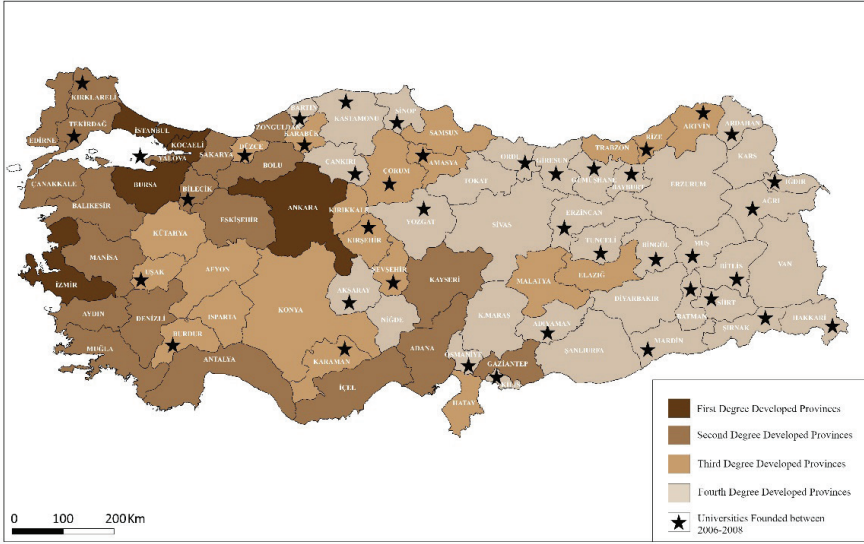 KIRKLARELİ
TEKİRDAĞ
EDİRNE
İSTANBUL
KOCAELİ
YALOVA
SAKARYA
DÜZCE
ZONGULDAK
BARTIN
KARABÜK
KASTAMONU
SİNOP
SAMSUN
BOLU
ÇANKIRI
ÇORUM
AMASYA
TOKAT
ORDU
GİRESUN
GÜMÜŞHANE
TRABZON
RİZE
ARTVİN
ARDAHAN
KARS
BAYBURT
ERZURUM
IĞDIR
AĞRI
ÇANAKKALE
BALIKESİR
BURSA
BİLECİK
ESKİŞEHİR
ANKARA
KIRIKKALE
KIRŞEHİR
YOZGAT
SİVAS
ERZİNCAN
TUNCELİ
BİNGÖL
MUŞ
BİTLİS
VAN
KÜTAHYA
MANİSA
İZMİR
UŞAK
AFYON
AKSARAY
NEVŞEHİR
KAYSERİ
MALATYA
ELAZIĞ
DİYARBAKIR
BATMAN
SİİRT
ŞIRNAK
HAKKARİ
AYDIN
DENİZLİ
ISPARTA
KONYA
NİĞDE
K.MARAŞ
ADIYAMAN
ŞANLIURFA
MARDİN
MUĞLA
BURDUR
ANTALYA
KARAMAN
İÇEL
ADANA
OSMANİYE
GAZİANTEP
HATAY
First Degree Developed Provinces
Second Degree Developed Provinces
Third Degree Developed Provinces
Fourth Degree Developed Provinces
Universities Founded between
2006-2008
0 100 200 Km